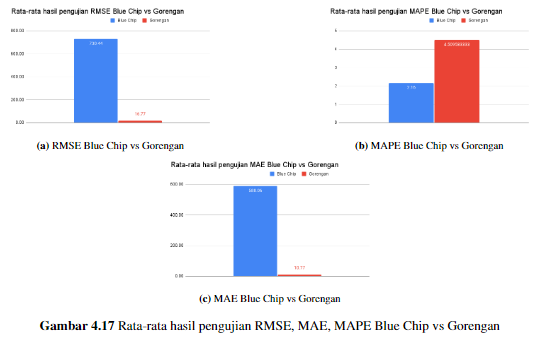 Rata-rata hasil pengujian RMSE Blue Chip vs Gorengan
Blue Chip Gorengan
800.00
600.00
400.00
200.00
0.00
(a) RMSE Blue Chip vs Gorengan
Rata-rata hasil pengujian MAPE Blue Chip vs Gorengan
Blue Chip Gorengan
0
(b) MAPE Blue Chip vs Gorengan
Rata-rata hasil pengujian MAE Blue Chip vs Gorengan
Blue Chip Gorengan
600.00
400.00
200.00
0.00
(c) MAE Blue Chip vs Gorengan
Gambar 4.17 Rata-rata hasil pengujian RMSE, MAE, MAPE Blue Chip vs Gorengan